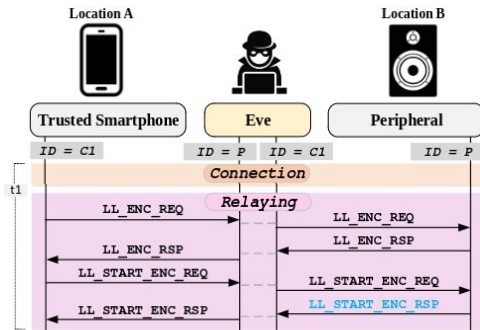 Location A
Location B
Trusted Smartphone
Eve
Peripheral
ID = C1
ID = P
ID = C1
ID = P
t1
Connection
Relaying
LL_ENC_REQ
LL_ENC_REQ
LL_ENC_RSP
LL_ENC_RSP
LL_START_ENC_REQ
LL_START_ENC_REQ
LL_START_ENC_RSP
LL_START_ENC_RSP